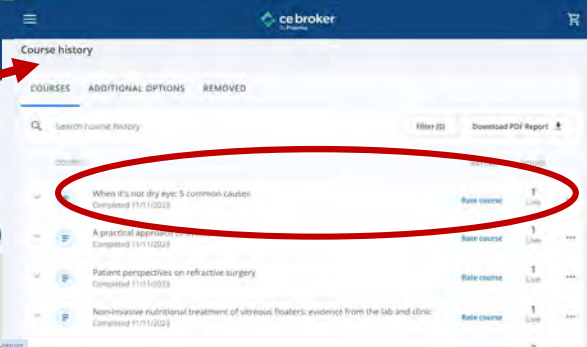 cebroker
Course history
COURSES ADDITIONAL OPTIONS REMOVED
Search course history Filter (0) Download PDF Report
When it's not dry eye: 5 common causes
Completed 11/11/2023
Rate course 1
Live
A practical approach
Completed 11/11/2023
Rate course 1
Live
Patient perspectives on refractive surgery
Completed 11/11/2023
Rate course 1
Live
Non-invasive nutritional treatment of vitreous floaters: evidence from the lab and clinic
Completed 11/11/2023
Rate course 1
Live